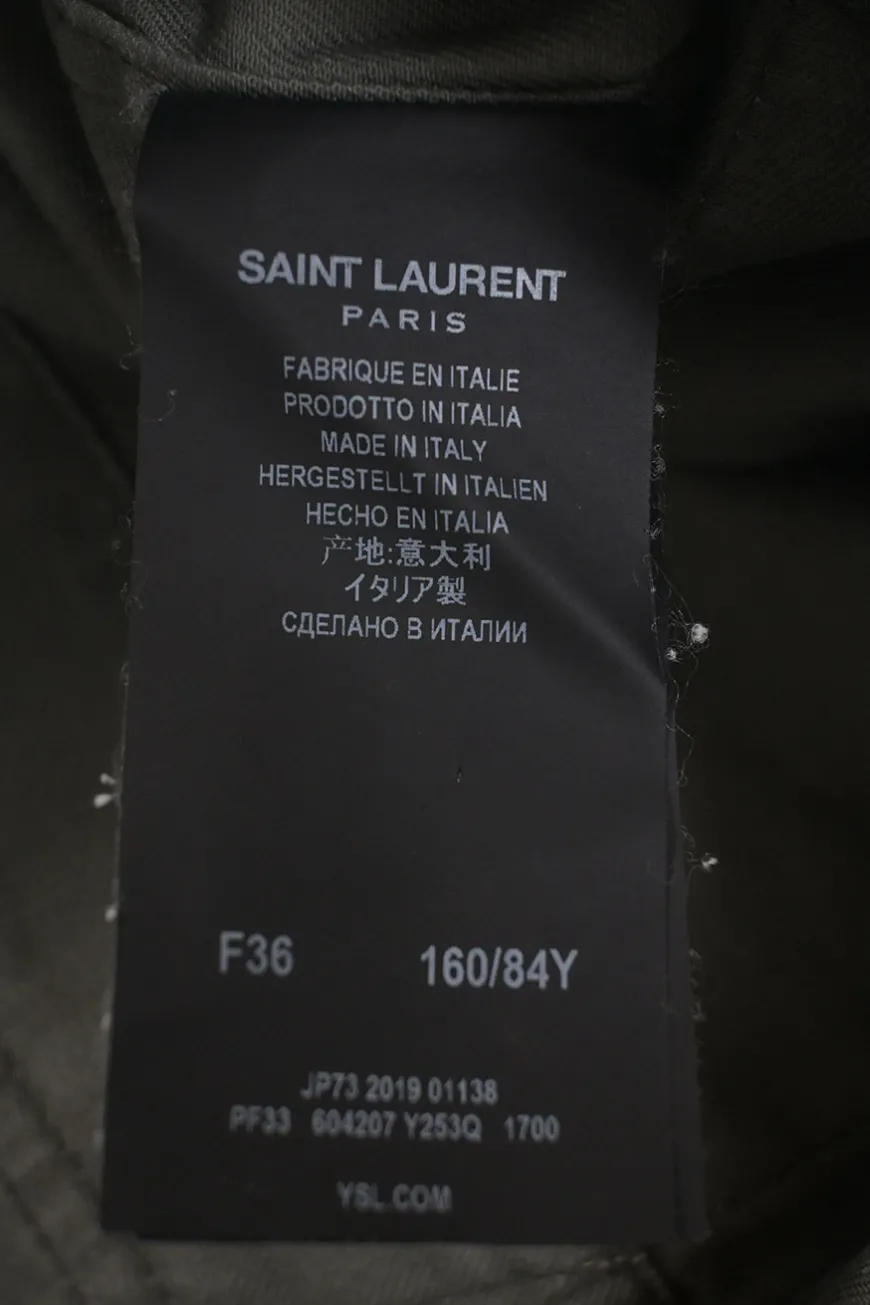 SAINT LAURENT
PARIS
FABRIQUE EN ITALIE
PRODOTTO IN ITALIA
MADE IN ITALY
HERGESTELLT IN ITALIEN
HECHO EN ITALIA
产地:意大利
イタリア製
СДЕЛАНО В ИТАЛИИ
F36 160/84Y
JP73 2019 01138
PF33 604207 Y253Q 1700
YSL.COM